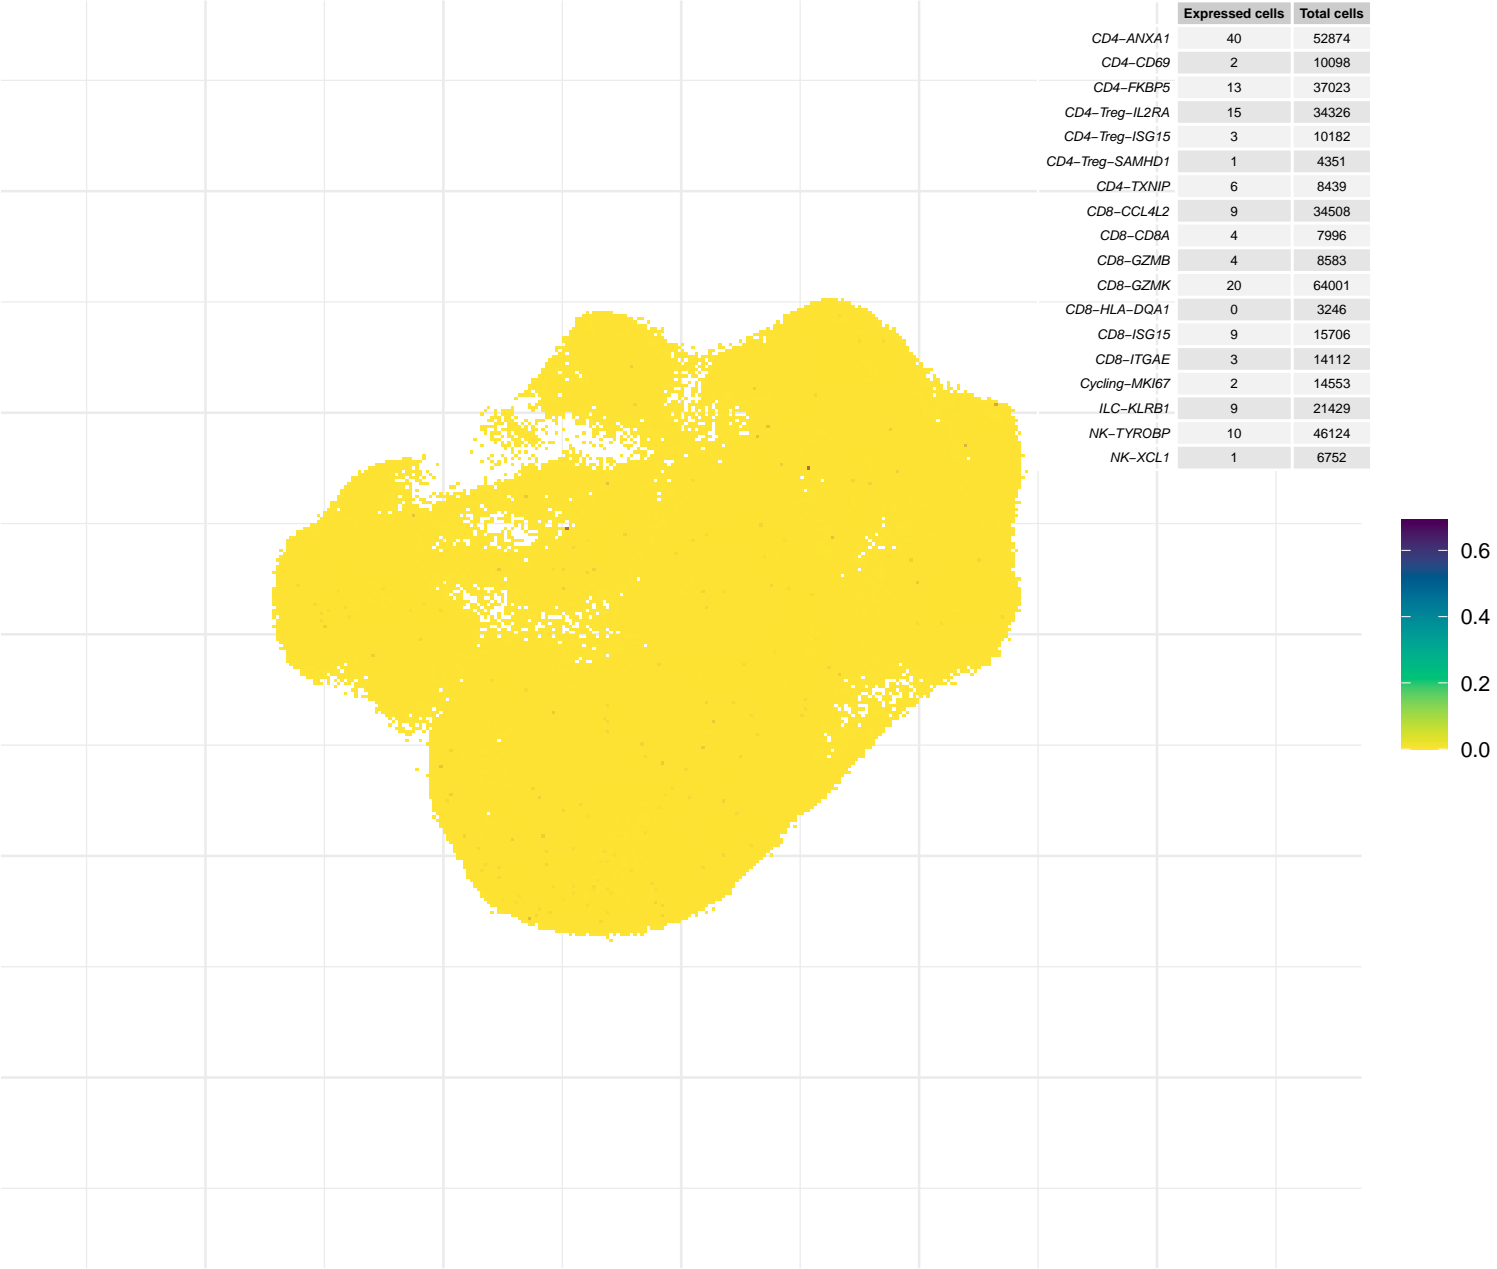 Expressed cells Total cells
CD4−ANXA1 40 52874
CD4−CD69 2 10098
CD4−FKBP5 13 37023
CD4−Treg−IL2RA 15 34326
CD4−Treg−ISG15 3 10182
CD4−Treg−SAMHD1 1 4351
CD4−TXNIP 6 8439
CD8−CCL4L2 9 34508
CD8−CD8A 4 7996
CD8−GZMB 4 8583
CD8−GZMK 20 64001
CD8−HLA−DQA1 0 3246
CD8−ISG15 9 15706
CD8−ITGAE 3 14112
Cycling−MKI67 2 14553
ILC−KLRB1 9 21429
NK−TYROBP 10 46124
NK−XCL1 1 6752
0.6
0.4
0.2
0.0